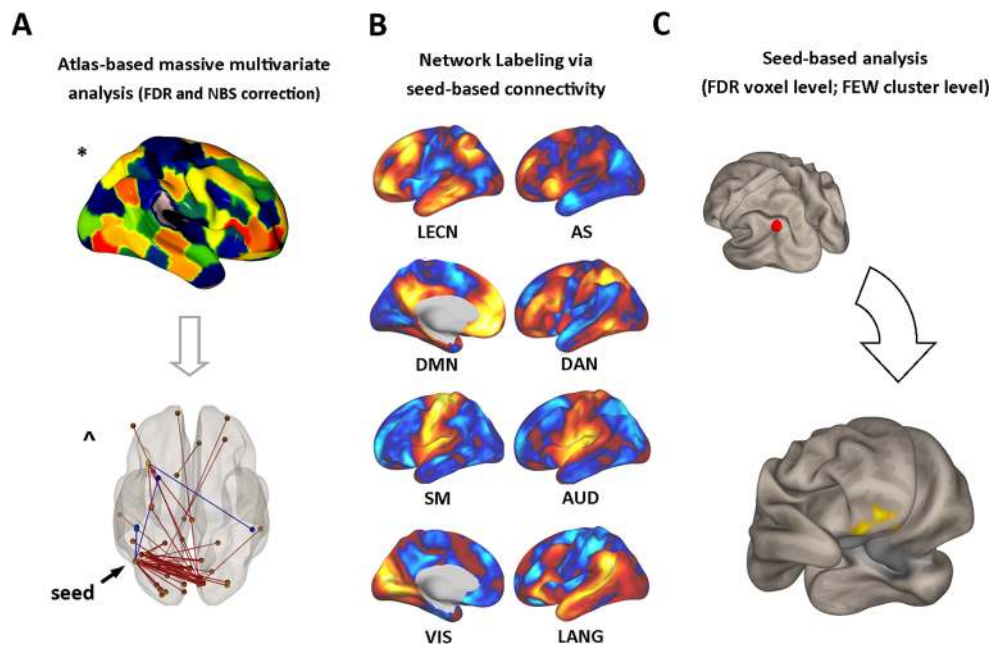 A
Atlas-based massive multivariate
analysis (FDR and NBS correction)
*
^
seed
B
Network Labeling via
seed-based connectivity
LECN AS
DMN DAN
SM AUD
VIS LANG
C
Seed-based analysis
(FDR voxel level; FEW cluster level)